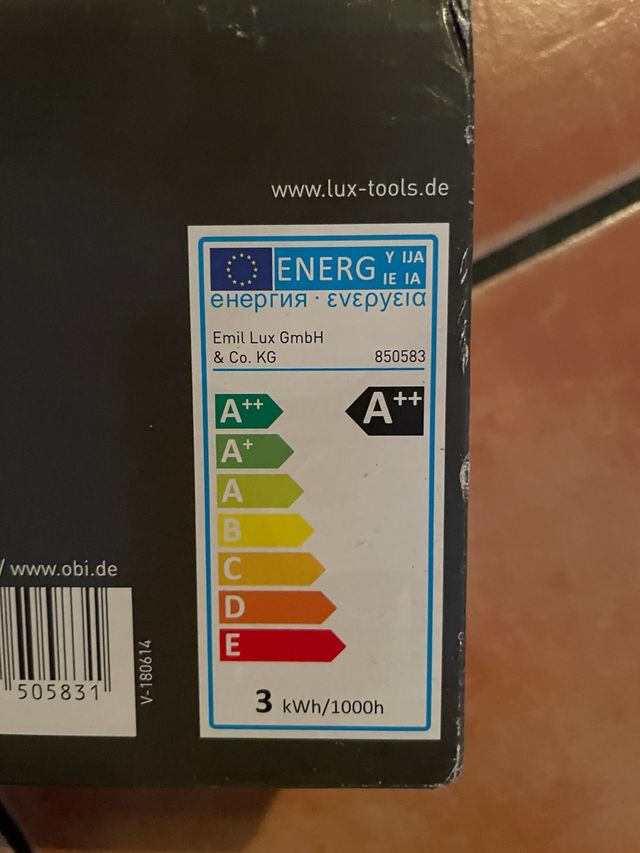 www.lux-tools.de
ENERG Y IJA
IE IA
енергия · ενεργεια
Emil Lux GmbH
& Co. KG 850583
A++ A++
A+
A
B
C
D
E
3 kWh/1000h
/ www.obi.de
505831
V-180614